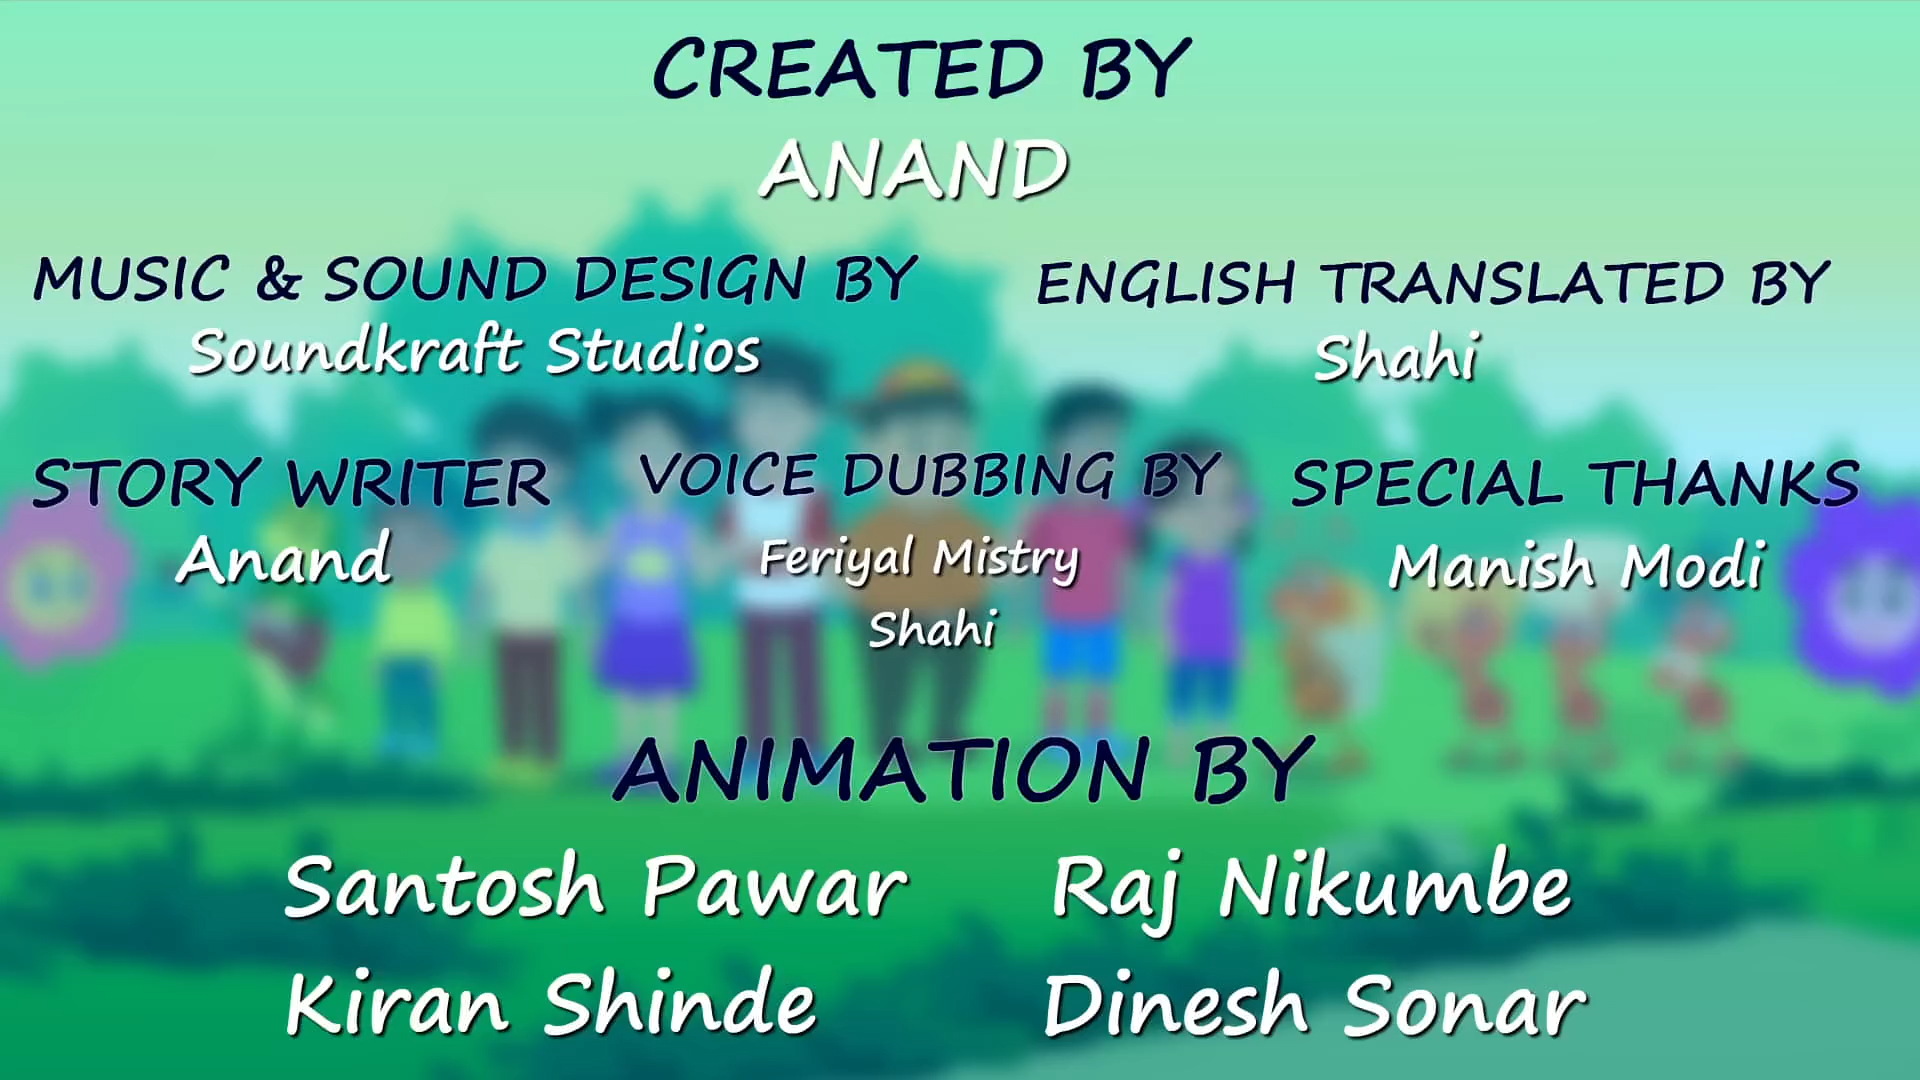 CREATED BY
ANAND
MUSIC & SOUND DESIGN BY
Soundkraft Studios
ENGLISH TRANSLATED BY
Shahi
STORY WRITER
Anand
VOICE DUBBING BY
Feriyal Mistry
Shahi
SPECIAL THANKS
Manish Modi
ANIMATION BY
Santosh Pawar
Raj Nikumbe
Kiran Shinde
Dinesh Sonar